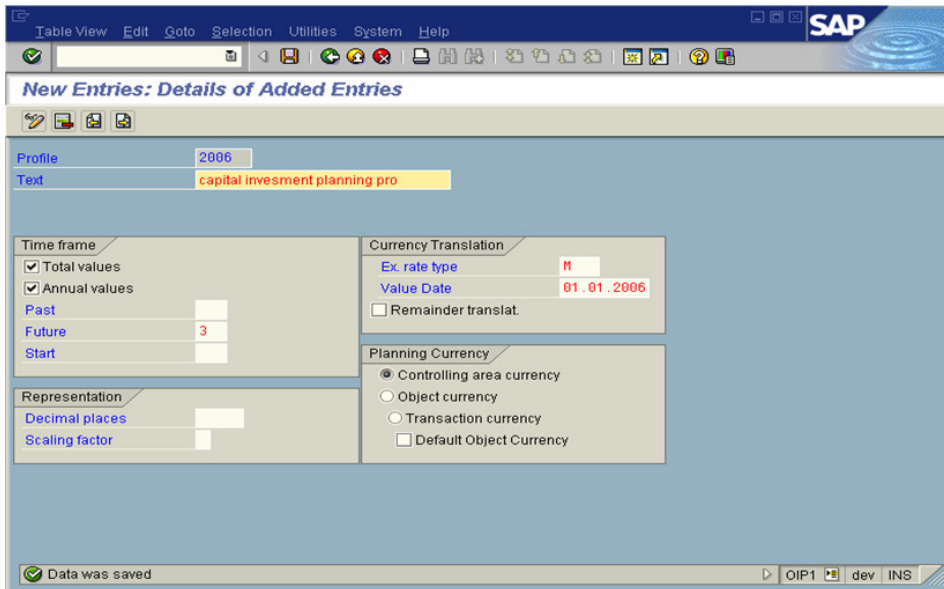 Table View Edit Goto Selection Utilities System Help
SAP
New Entries: Details of Added Entries
Profile 2006
Text capital invesment planning pro
Time frame
Total values
Annual values
Past
Future 3
Start
Representation
Decimal places
Scaling factor
Currency Translation
Ex. rate type M
Value Date 01.01.2006
Remainder translat.
Planning Currency
Controlling area currency
Object currency
Transaction currency
Default Object Currency
Data was saved
OIP1 dev INS